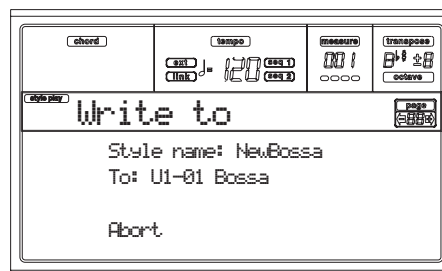 chord tempo measure transpose
ext link ♩= 120 seq 1 seq 2 001 octave
style play Write to page
Style name: NewBossa
To: U1-01 Bossa
Abort